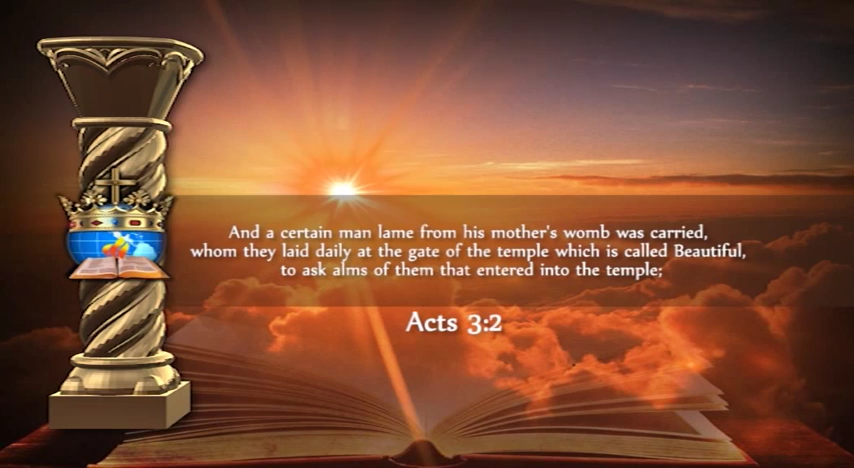 And a certain man lame from his mother's womb was carried,
whom they laid daily at the gate of the temple which is called Beautiful,
to ask alms of them that entered into the temple;
Acts 3:2